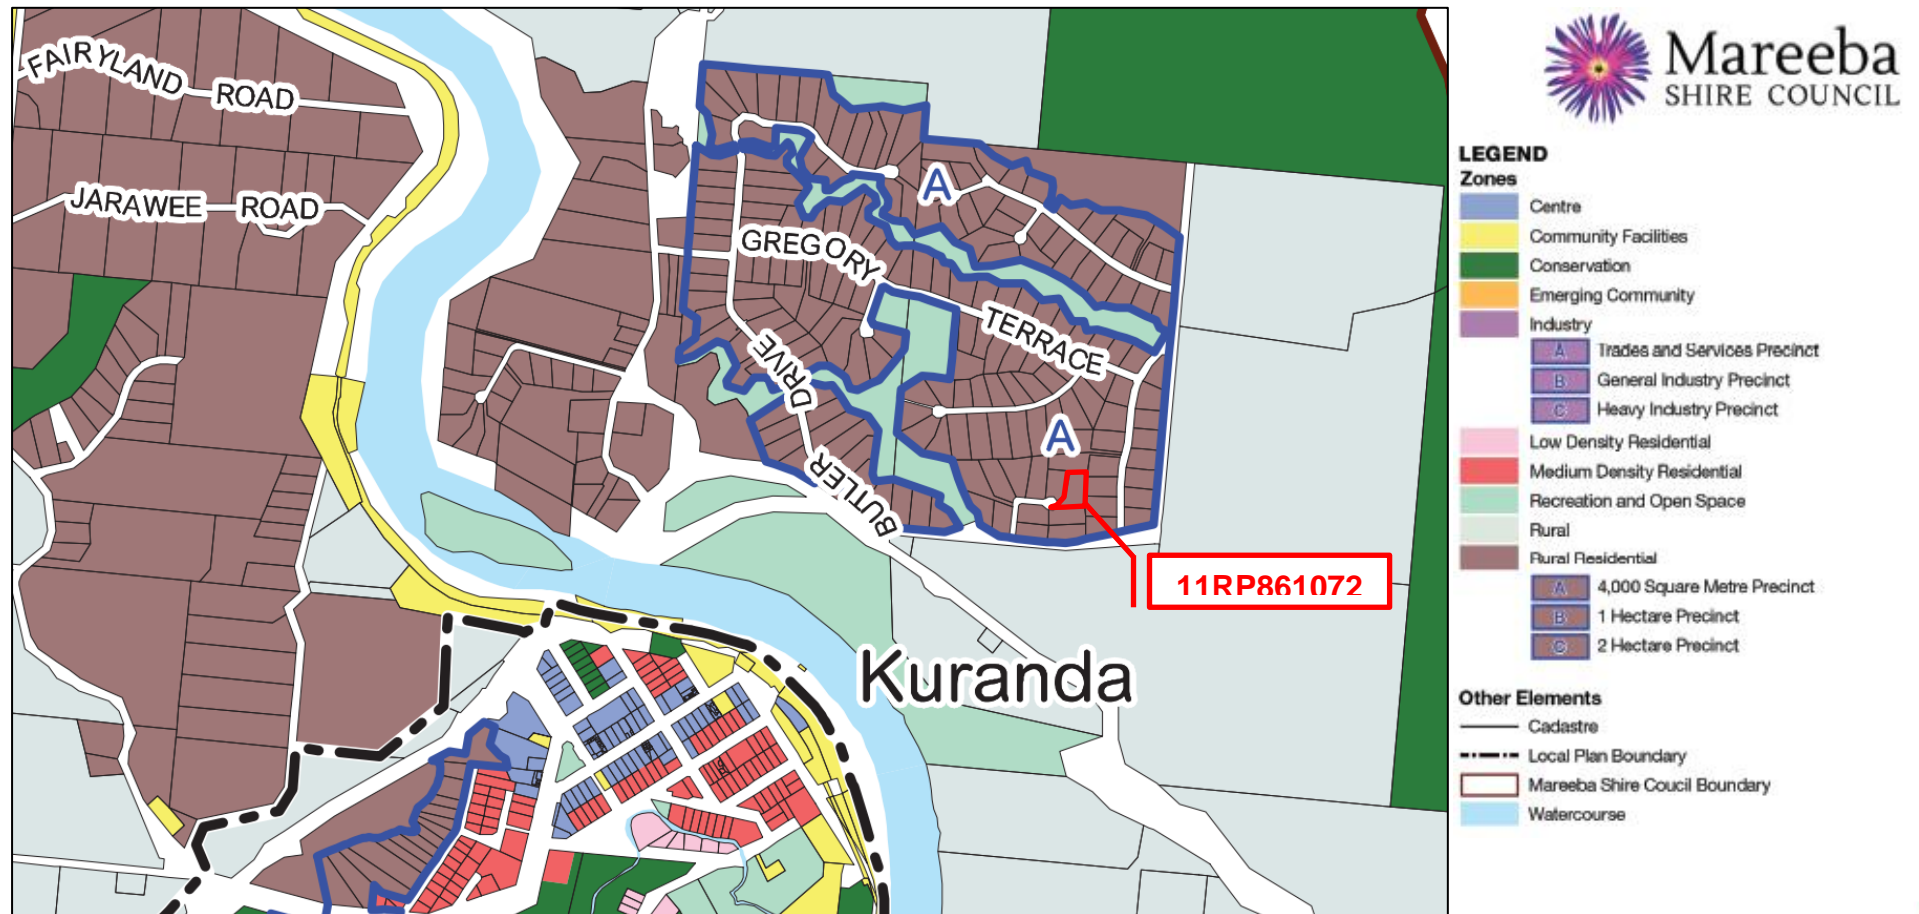 FAIRYLAND ROAD
JARAWEE ROAD
A
GREGORY TERRACE
DRIVE
BUTLER
A
11RP861072
Kuranda
Mareeba
SHIRE COUNCIL
LEGEND
Zones
Centre
Community Facilities
Conservation
Emerging Community
Industry
A Trades and Services Precinct
B General Industry Precinct
C Heavy Industry Precinct
Low Density Residential
Medium Density Residential
Recreation and Open Space
Rural
Rural Residential
A 4,000 Square Metre Precinct
B 1 Hectare Precinct
C 2 Hectare Precinct
Other Elements
Cadastre
Local Plan Boundary
Mareeba Shire Coucil Boundary
Watercourse